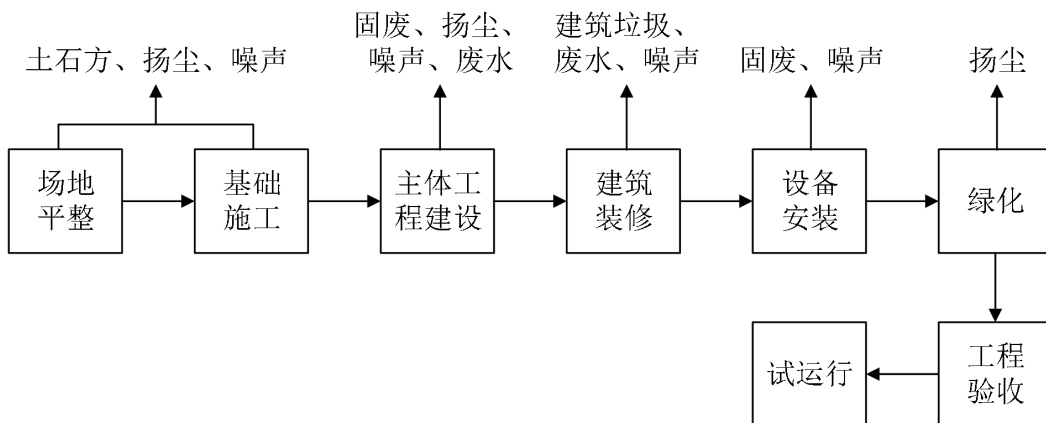 土石方、扬尘、噪声
固废、扬尘、
噪声、废水
建筑垃圾、
废水、噪声
固废、噪声
扬尘
场地
平整
基础
施工
主体工
程建设
建筑
装修
设备
安装
绿化
试运行
工程
验收